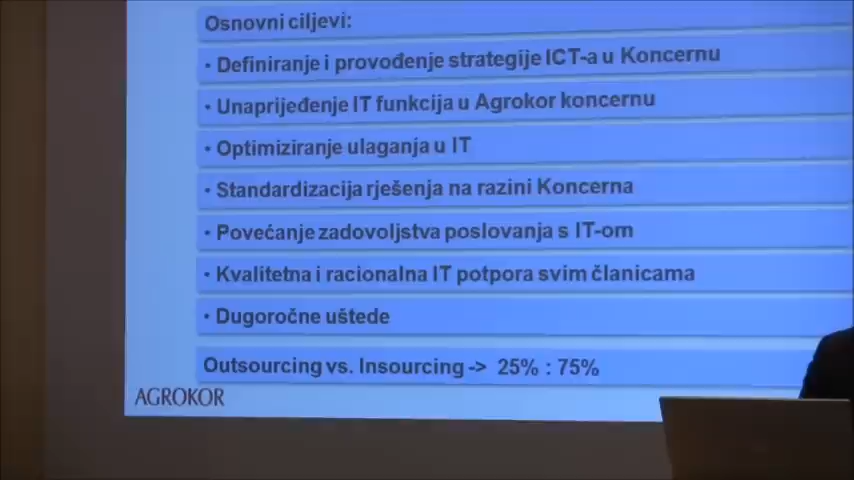 Osnovni ciljevi:
• Definiranje i provođenje strategije ICT-a u Koncernu
• Unaprijeđenje IT funkcija u Agrokor koncernu
• Optimiziranje ulaganja u IT
• Standardizacija rješenja na razini Koncerna
• Povećanje zadovoljstva poslovanja s IT-om
• Kvalitetna i racionalna IT potpora svim članicama
• Dugoročne uštede
Outsourcing vs. Insourcing -> 25% : 75%
AGROKOR